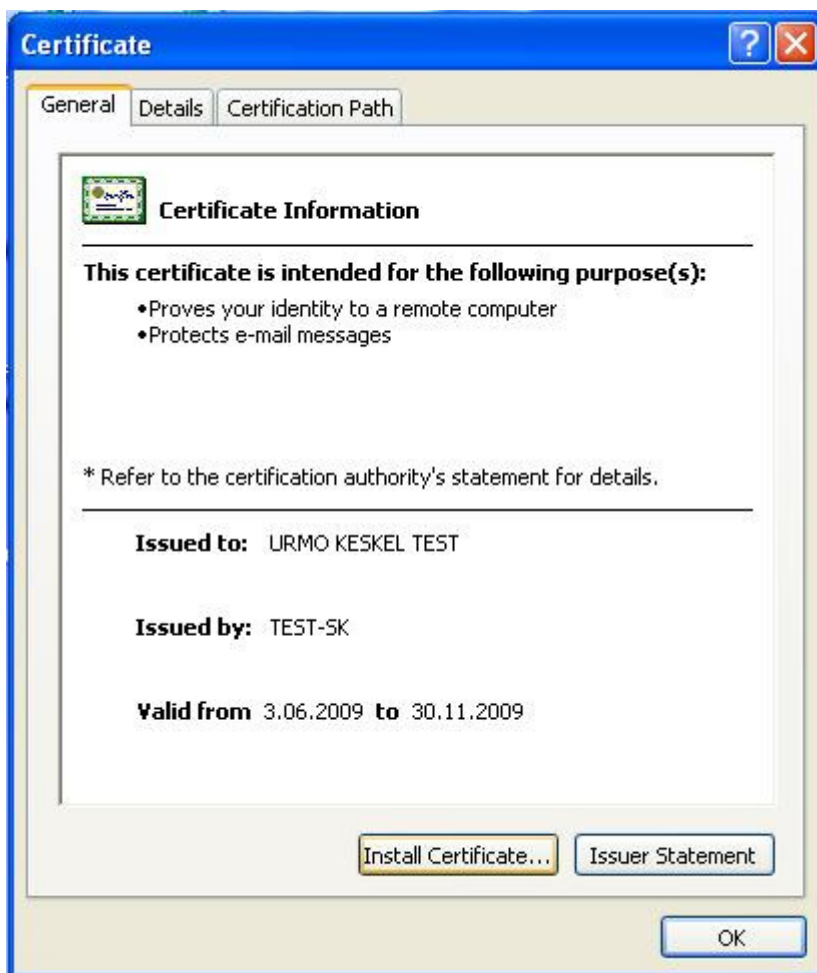 Certificate
General Details Certification Path
Certificate Information
This certificate is intended for the following purpose(s):
•Proves your identity to a remote computer
•Protects e-mail messages
* Refer to the certification authority's statement for details.
Issued to: URMO KESKEL TEST
Issued by: TEST-SK
Valid from 3.06.2009 to 30.11.2009
Install Certificate... Issuer Statement
OK